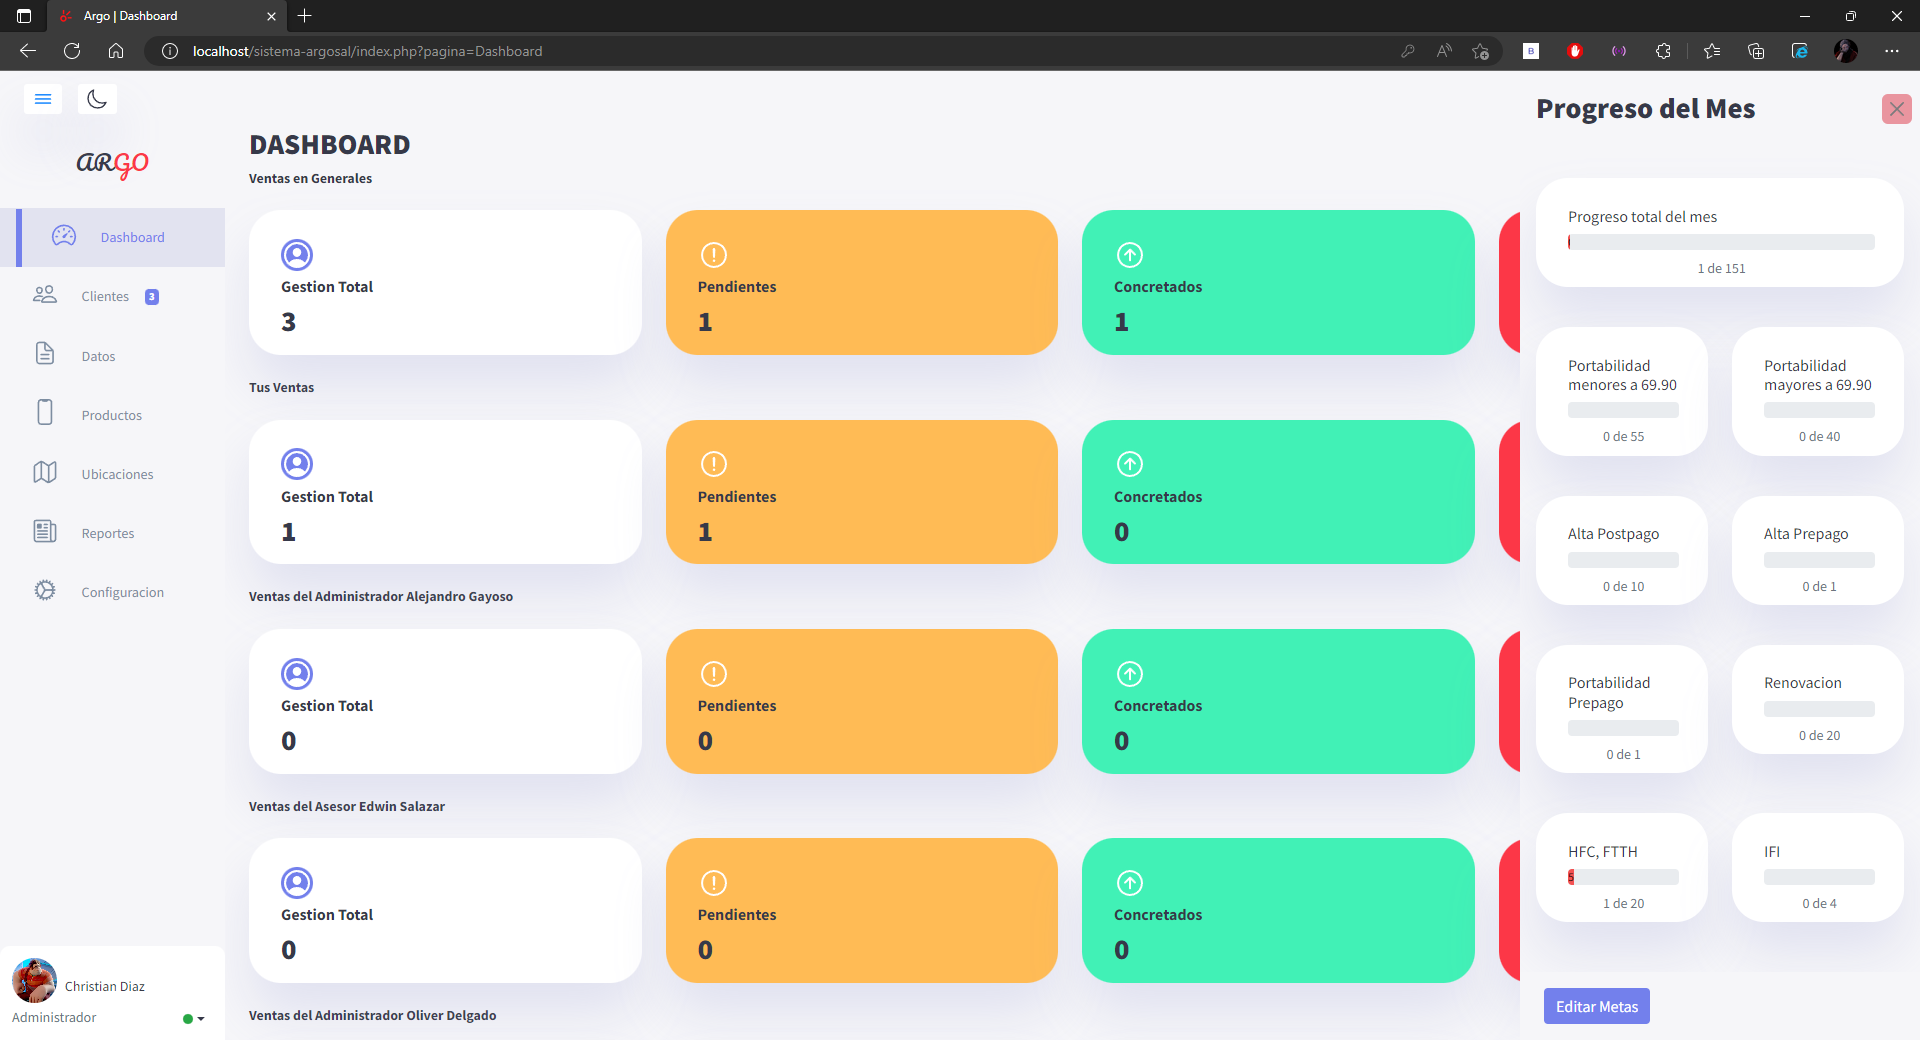 Argo | Dashboard
localhost/sistema-argosal/index.php?pagina=Dashboard
ARGO
Dashboard
Clientes 3
Datos
Productos
Ubicaciones
Reportes
Configuracion
Christian Diaz
Administrador
DASHBOARD
Ventas en Generales
Gestion Total
3
Pendientes
1
Concretados
1
Tus Ventas
Gestion Total
1
Pendientes
1
Concretados
0
Ventas del Administrador Alejandro Gayoso
Gestion Total
0
Pendientes
0
Concretados
0
Ventas del Asesor Edwin Salazar
Gestion Total
0
Pendientes
0
Concretados
0
Ventas del Administrador Oliver Delgado
Progreso del Mes
Progreso total del mes
1 de 151
Portabilidad
menores a 69.90
0 de 55
Portabilidad
mayores a 69.90
0 de 40
Alta Postpago
0 de 10
Alta Prepago
0 de 1
Portabilidad
Prepago
0 de 1
Renovacion
0 de 20
HFC, FTTH
5
1 de 20
IFI
0 de 4
Editar Metas